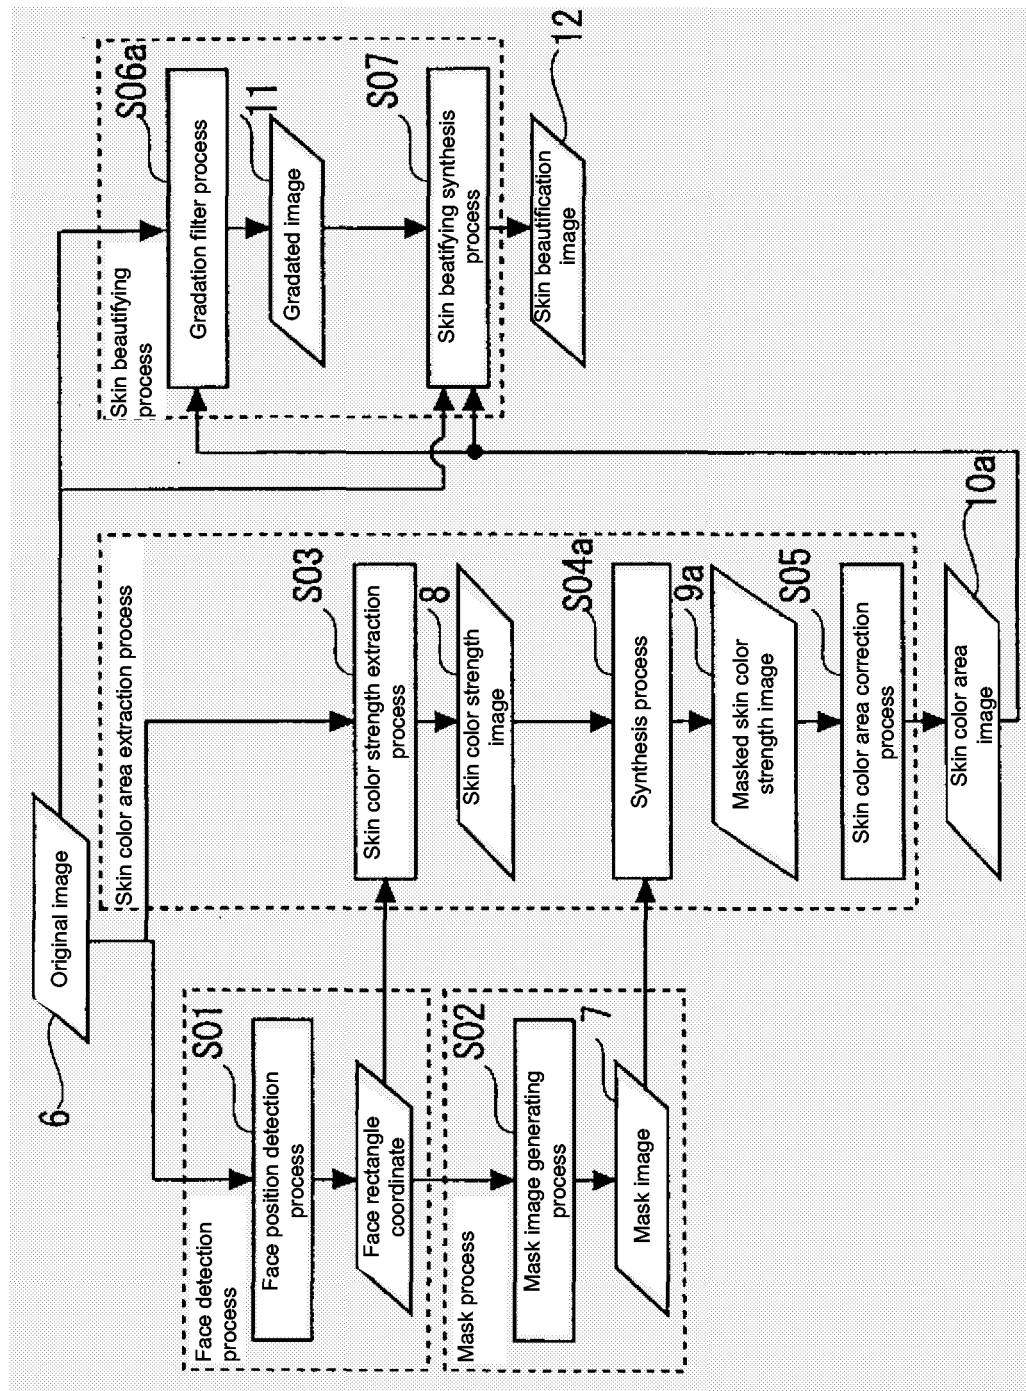 6
Original image
Face detection
process
S01
Face position detection
process
Face rectangle
coordinate
Mask process
S02
Mask image generating
process
7
Mask image
Skin color area extraction process
S03
Skin color strength extraction
process
8
Skin color strength
image
S04a
Synthesis process
9a
Masked skin color
strength image
S05
Skin color area correction
process
10a
Skin color area
image
Skin beautifying
process
S06a
Gradation filter process
11
Gradated image
S07
Skin beatifying synthesis
process
12
Skin beautification
image